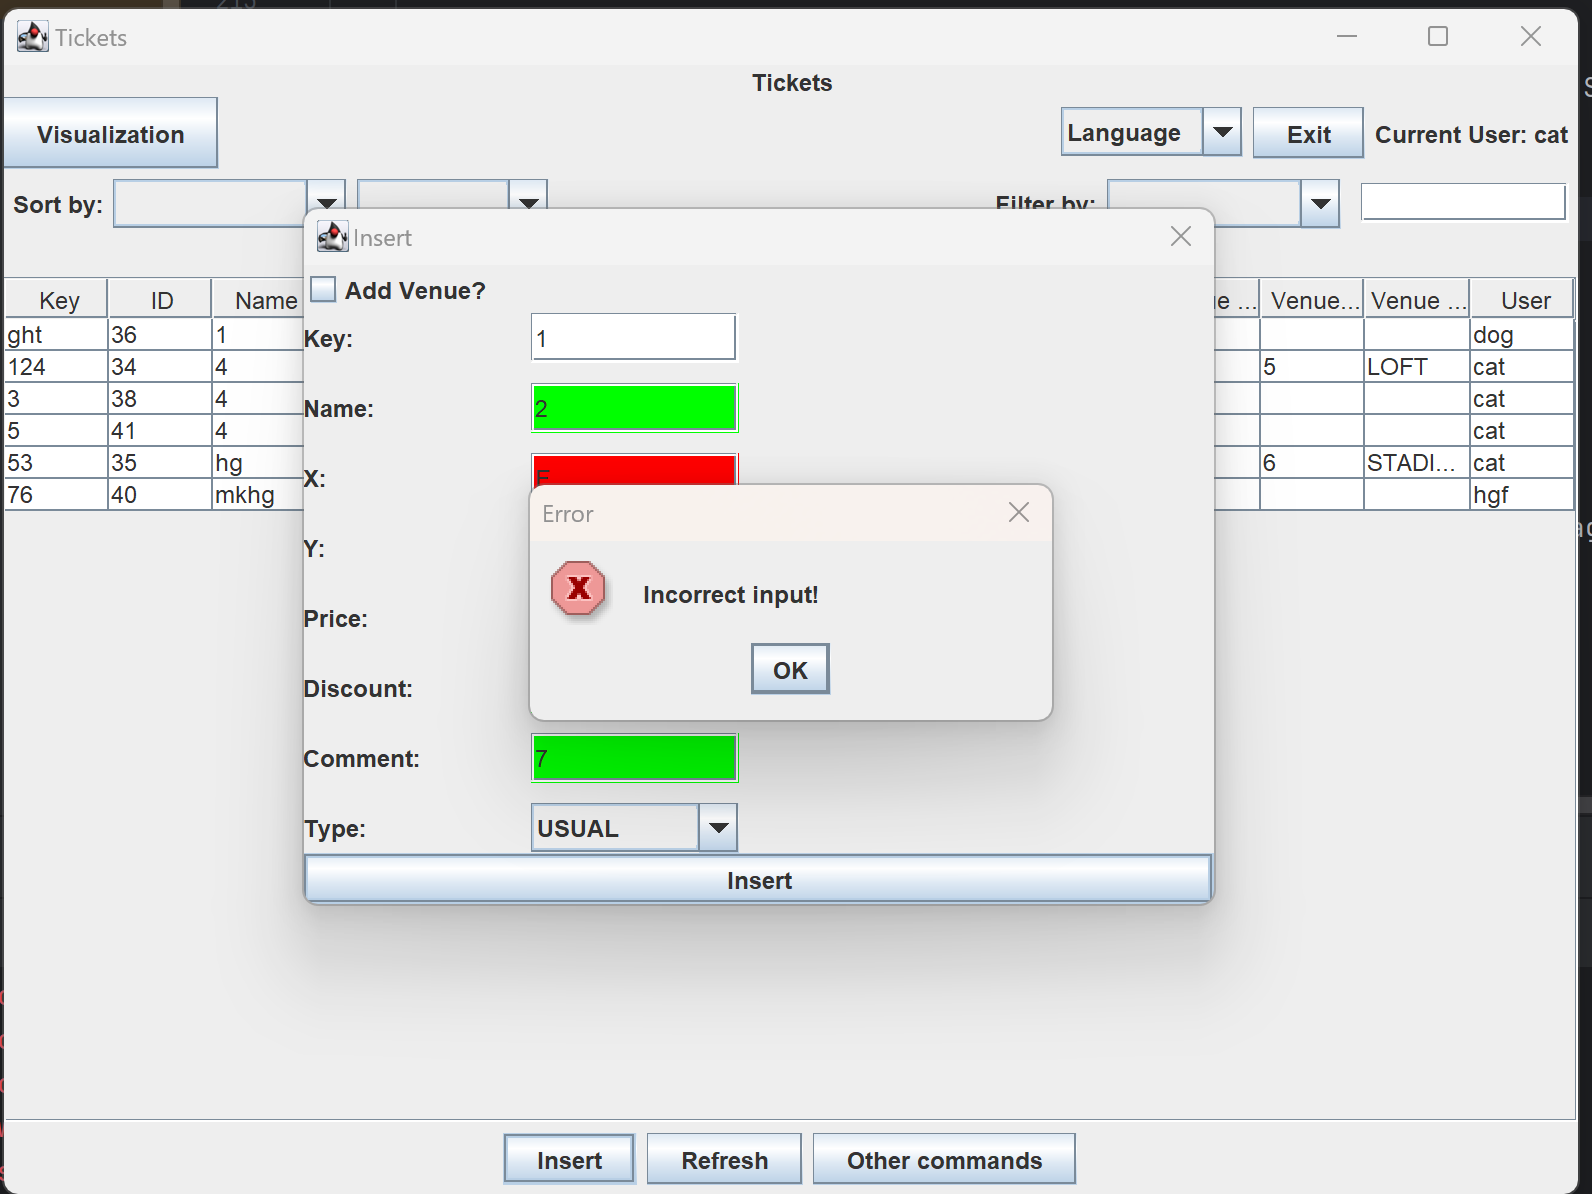 Tickets
Tickets
Visualization
Language
Exit
Current User: cat
Sort by:
Filter by:
Insert
Add Venue?
Key ID Name Venue... Venue ... User
ght 36 1 dog
124 34 4 5 LOFT cat
3 38 4 cat
5 41 4 cat
53 35 hg 6 STADI... cat
76 40 mkhg hgf
Key: 1
Name: 2
X:
Y:
Price:
Discount:
Comment: 7
Type: USUAL
Insert
Error
Incorrect input!
OK
Insert
Refresh
Other commands